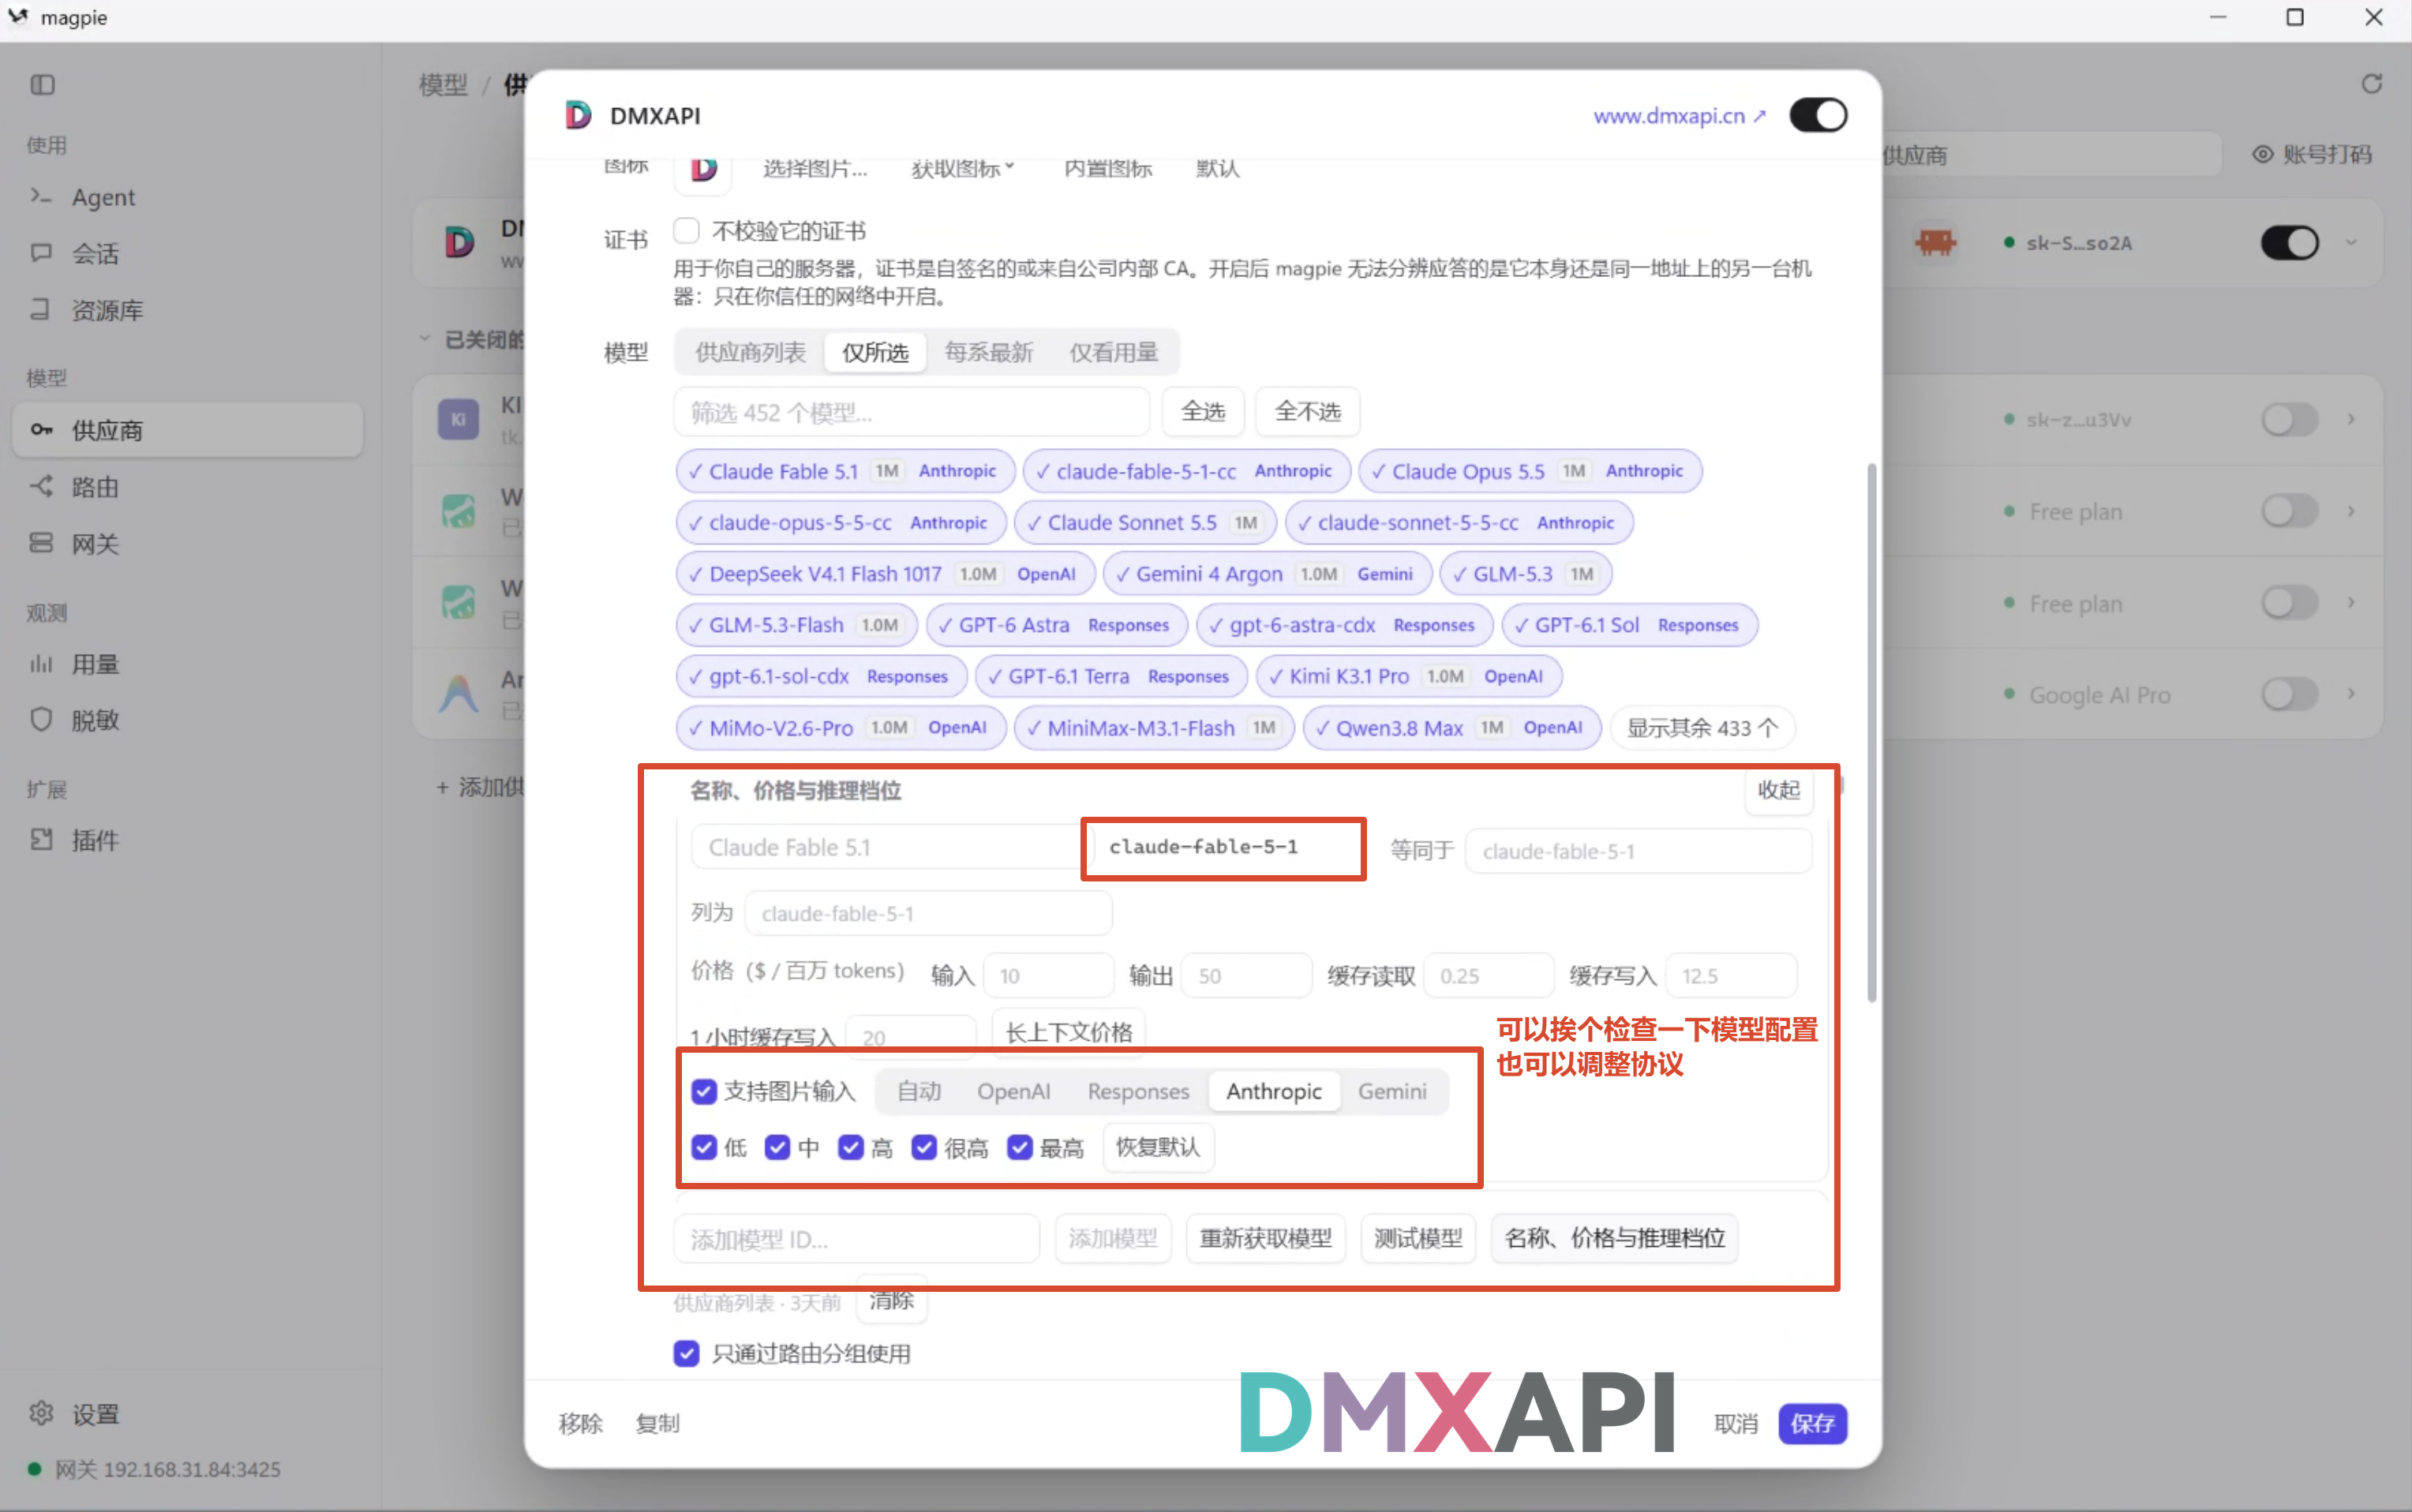 magpie
使用
Agent
会话
资源库
模型
供应商
路由
网关
观测
用量
脱敏
扩展
插件
设置
网关 192.168.31.84:3425
模型 / 供
供应商
账号打码
sk-S...so2A
已关闭的
Ki
KI
tk.
sk-z...u3Vv
W
已
Free plan
W
已
Free plan
Ar
已
Google AI Pro
+ 添加供
DMXAPI
www.dmxapi.cn ↗
图标 选择图片... 获取图标 内置图标 默认
证书 不校验它的证书
用于你自己的服务器，证书是自签名的或来自公司内部 CA。开启后 magpie 无法分辨应答的是它本身还是同一地址上的另一台机
器：只在你信任的网络中开启。
模型 供应商列表 仅所选 每系最新 仅看用量
筛选 452 个模型... 全选 全不选
✓ Claude Fable 5.1 1M Anthropic ✓ claude-fable-5-1-cc Anthropic ✓ Claude Opus 5.5 1M Anthropic
✓ claude-opus-5-5-cc Anthropic ✓ Claude Sonnet 5.5 1M ✓ claude-sonnet-5-5-cc Anthropic
✓ DeepSeek V4.1 Flash 1017 1.0M OpenAI ✓ Gemini 4 Argon 1.0M Gemini ✓ GLM-5.3 1M
✓ GLM-5.3-Flash 1.0M ✓ GPT-6 Astra Responses ✓ gpt-6-astra-cdx Responses ✓ GPT-6.1 Sol Responses
✓ gpt-6.1-sol-cdx Responses ✓ GPT-6.1 Terra Responses ✓ Kimi K3.1 Pro 1.0M OpenAI
✓ MiMo-V2.6-Pro 1.0M OpenAI ✓ MiniMax-M3.1-Flash 1M ✓ Qwen3.8 Max 1M OpenAI 显示其余 433 个
名称、价格与推理档位 收起
Claude Fable 5.1 claude-fable-5-1 等同于 claude-fable-5-1
列为 claude-fable-5-1
价格（$ / 百万 tokens） 输入 10 输出 50 缓存读取 0.25 缓存写入 12.5
1 小时缓存写入 20 长上下文价格
可以挨个检查一下模型配置
也可以调整协议
支持图片输入 自动 OpenAI Responses Anthropic Gemini
低 中 高 很高 最高 恢复默认
添加模型 ID... 添加模型 重新获取模型 测试模型 名称、价格与推理档位
供应商列表 · 3天前 清除
只通过路由分组使用
移除 复制 DMXAPI 取消 保存